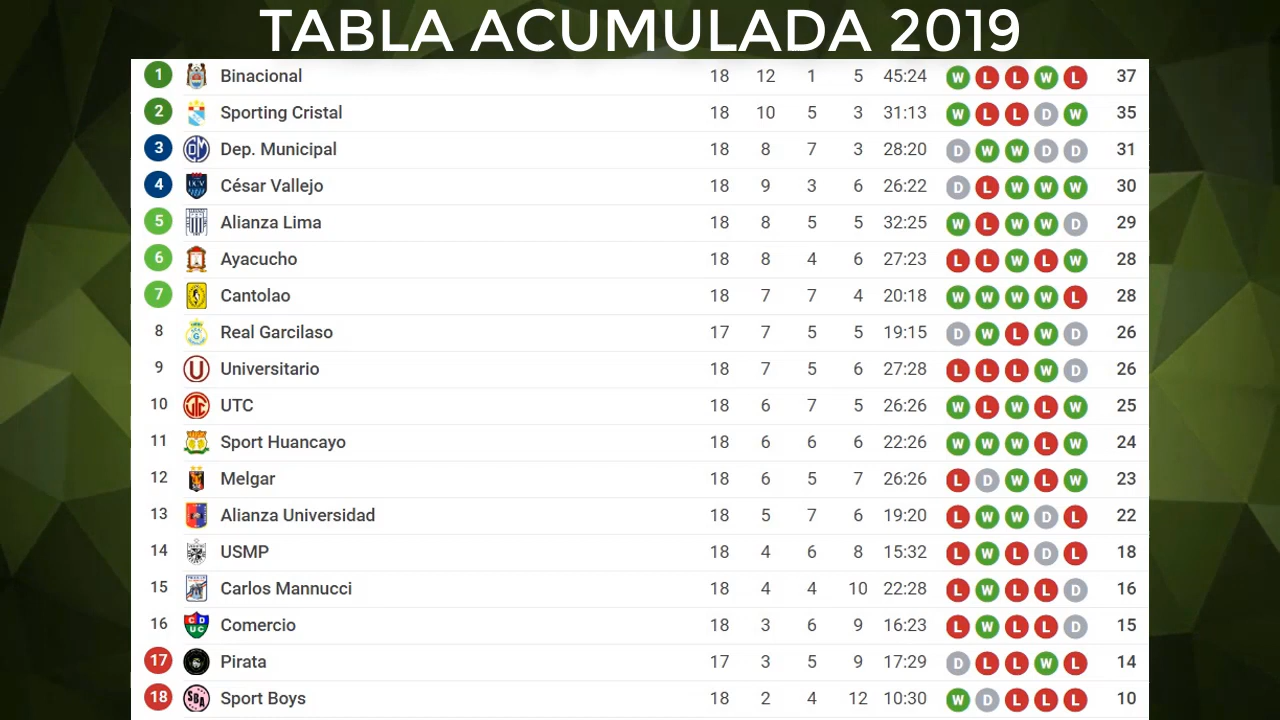 TABLA ACUMULADA 2019
1 Binacional 18 12 1 5 45:24 W L L W L 37
2 Sporting Cristal 18 10 5 3 31:13 W L L D W 35
3 Dep. Municipal 18 8 7 3 28:20 D W W D D 31
4 César Vallejo 18 9 3 6 26:22 D L W W W 30
5 Alianza Lima 18 8 5 5 32:25 W L W W D 29
6 Ayacucho 18 8 4 6 27:23 L L W L W 28
7 Cantolao 18 7 7 4 20:18 W W W W L 28
8 Real Garcilaso 17 7 5 5 19:15 D W L W D 26
9 Universitario 18 7 5 6 27:28 L L L W D 26
10 UTC 18 6 7 5 26:26 W L W L W 25
11 Sport Huancayo 18 6 6 6 22:26 W W W L W 24
12 Melgar 18 6 5 7 26:26 L D W L W 23
13 Alianza Universidad 18 5 7 6 19:20 L W W D L 22
14 USMP 18 4 6 8 15:32 L W L D L 18
15 Carlos Mannucci 18 4 4 10 22:28 L W L L D 16
16 Comercio 18 3 6 9 16:23 L W L L D 15
17 Pirata 17 3 5 9 17:29 D L L W L 14
18 Sport Boys 18 2 4 12 10:30 W D L L L 10